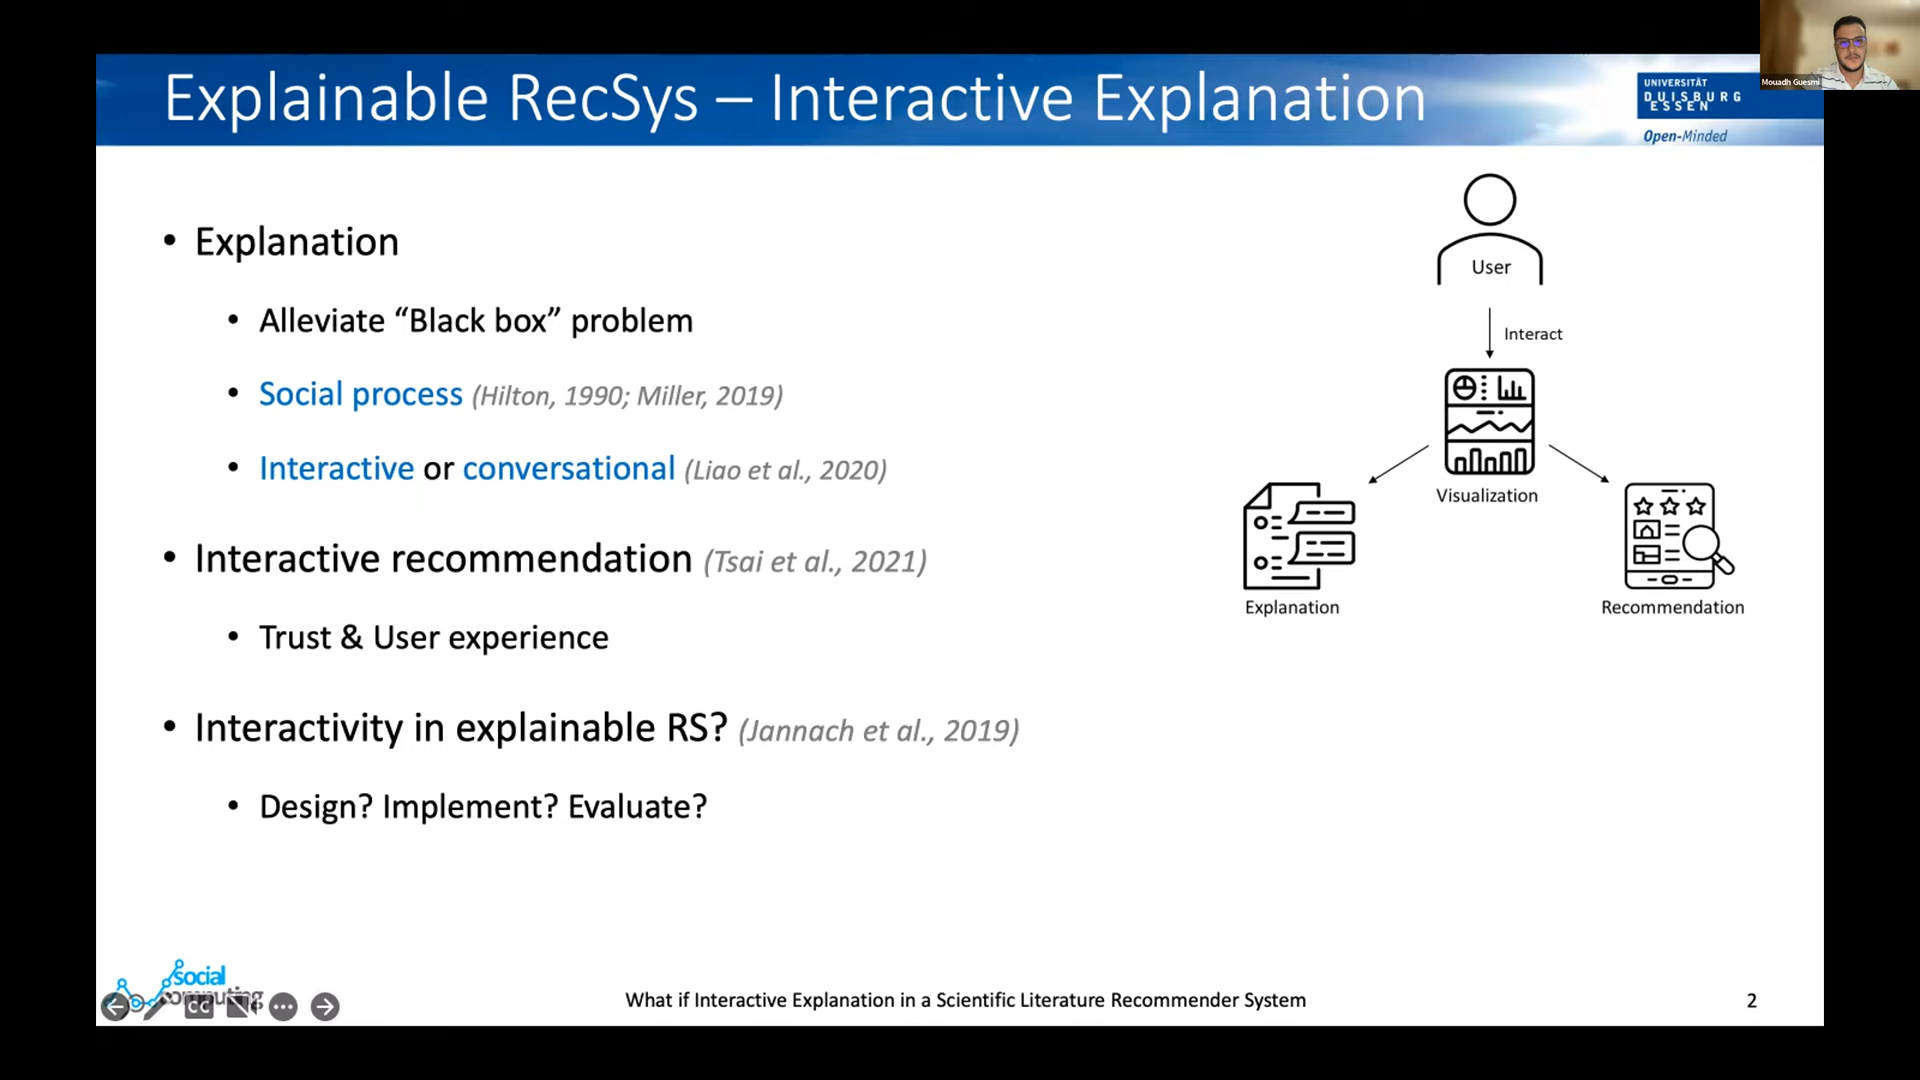 Explainable RecSys – Interactive Explanation
UNIVERSITÄT
DUISBURG
ESSEN
Open-Minded
Mouadh Guesmi
• Explanation
• Alleviate “Black box” problem
• Social process (Hilton, 1990; Miller, 2019)
• Interactive or conversational (Liao et al., 2020)
• Interactive recommendation (Tsai et al., 2021)
• Trust & User experience
• Interactivity in explainable RS? (Jannach et al., 2019)
• Design? Implement? Evaluate?
User
Interact
Visualization
Explanation
Recommendation
social
computing
CC
What if Interactive Explanation in a Scientific Literature Recommender System
2